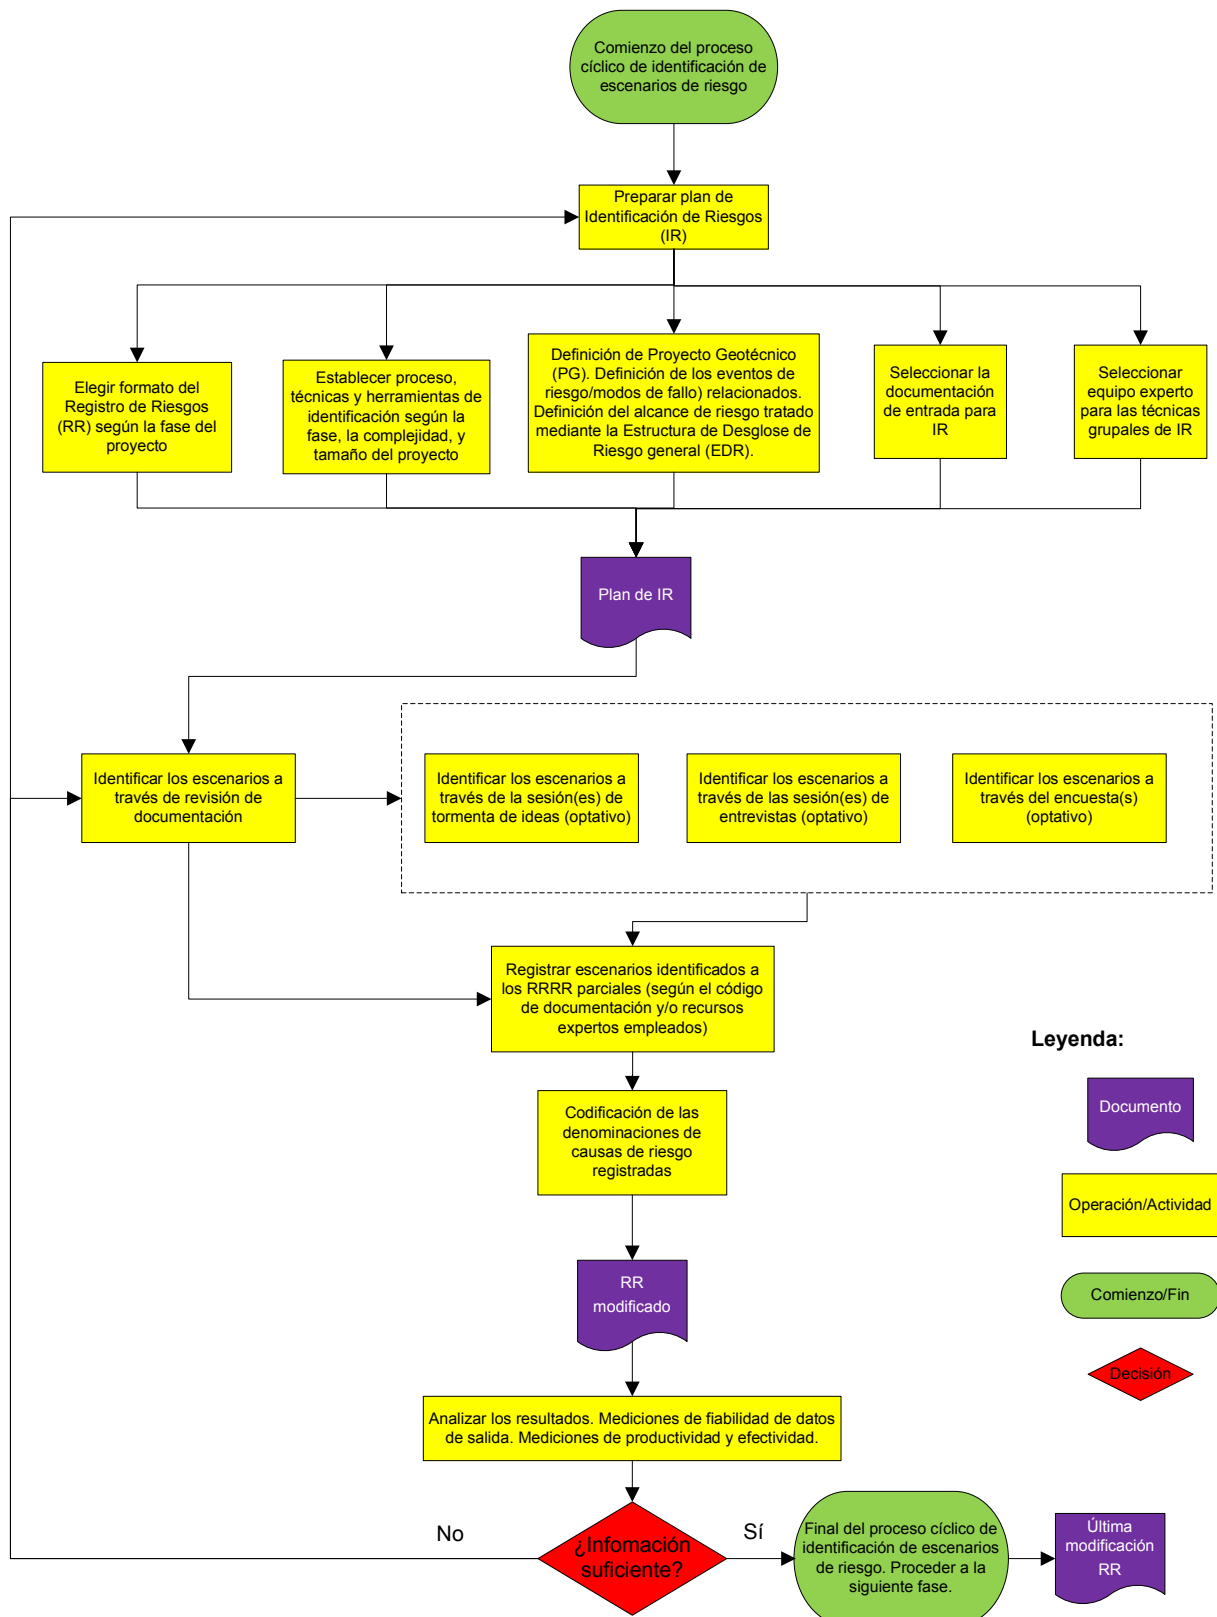 Comienzo del proceso
cíclico de identificación de
escenarios de riesgo
Preparar plan de
Identificación de Riesgos
(IR)
Elegir formato del
Registro de Riesgos
(RR) según la fase del
proyecto
Establecer proceso,
técnicas y herramientas de
identificación según la
fase, la complejidad, y
tamaño del proyecto
Definición de Proyecto Geotécnico
(PG). Definición de los eventos de
riesgo/modos de fallo) relacionados.
Definición del alcance de riesgo tratado
mediante la Estructura de Desglose de
Riesgo general (EDR).
Seleccionar la
documentación
de entrada para
IR
Seleccionar
equipo experto
para las técnicas
grupales de IR
Plan de IR
Identificar los escenarios a
través de revisión de
documentación
Identificar los escenarios a
través de la sesión(es) de
tormenta de ideas (optativo)
Identificar los escenarios a
través de las sesión(es) de
entrevistas (optativo)
Identificar los escenarios a
través del encuesta(s)
(optativo)
Registrar escenarios identificados a
los RRRR parciales (según el código
de documentación y/o recursos
expertos empleados)
Leyenda:
Documento
Operación/Actividad
Comienzo/Fin
Decisión
Codificación de las
denominaciones de
causas de riesgo
registradas
RR
modificado
Analizar los resultados. Mediciones de fiabilidad de datos
de salida. Mediciones de productividad y efectividad.
¿Infomación
suficiente?
No
Sí
Final del proceso cíclico de
identificación de escenarios
de riesgo. Proceder a la
siguiente fase.
Última
modificación
RR